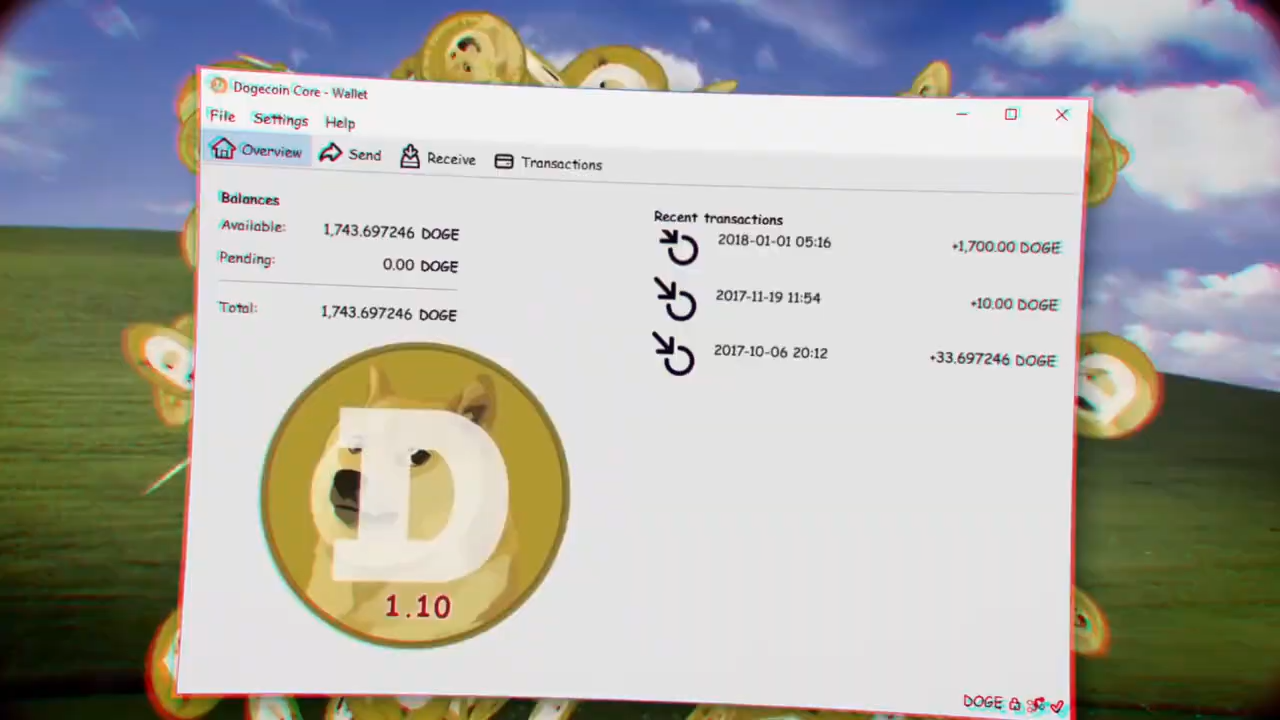 Dogecoin Core - Wallet
File Settings Help
Overview Send Receive Transactions
Balances
Available: 1,743.697246 DOGE
Pending: 0.00 DOGE
Total: 1,743.697246 DOGE
Recent transactions
2018-01-01 05:16 +1,700.00 DOGE
2017-11-19 11:54 +10.00 DOGE
2017-10-06 20:12 +33.697246 DOGE
D
1.10
DOGE